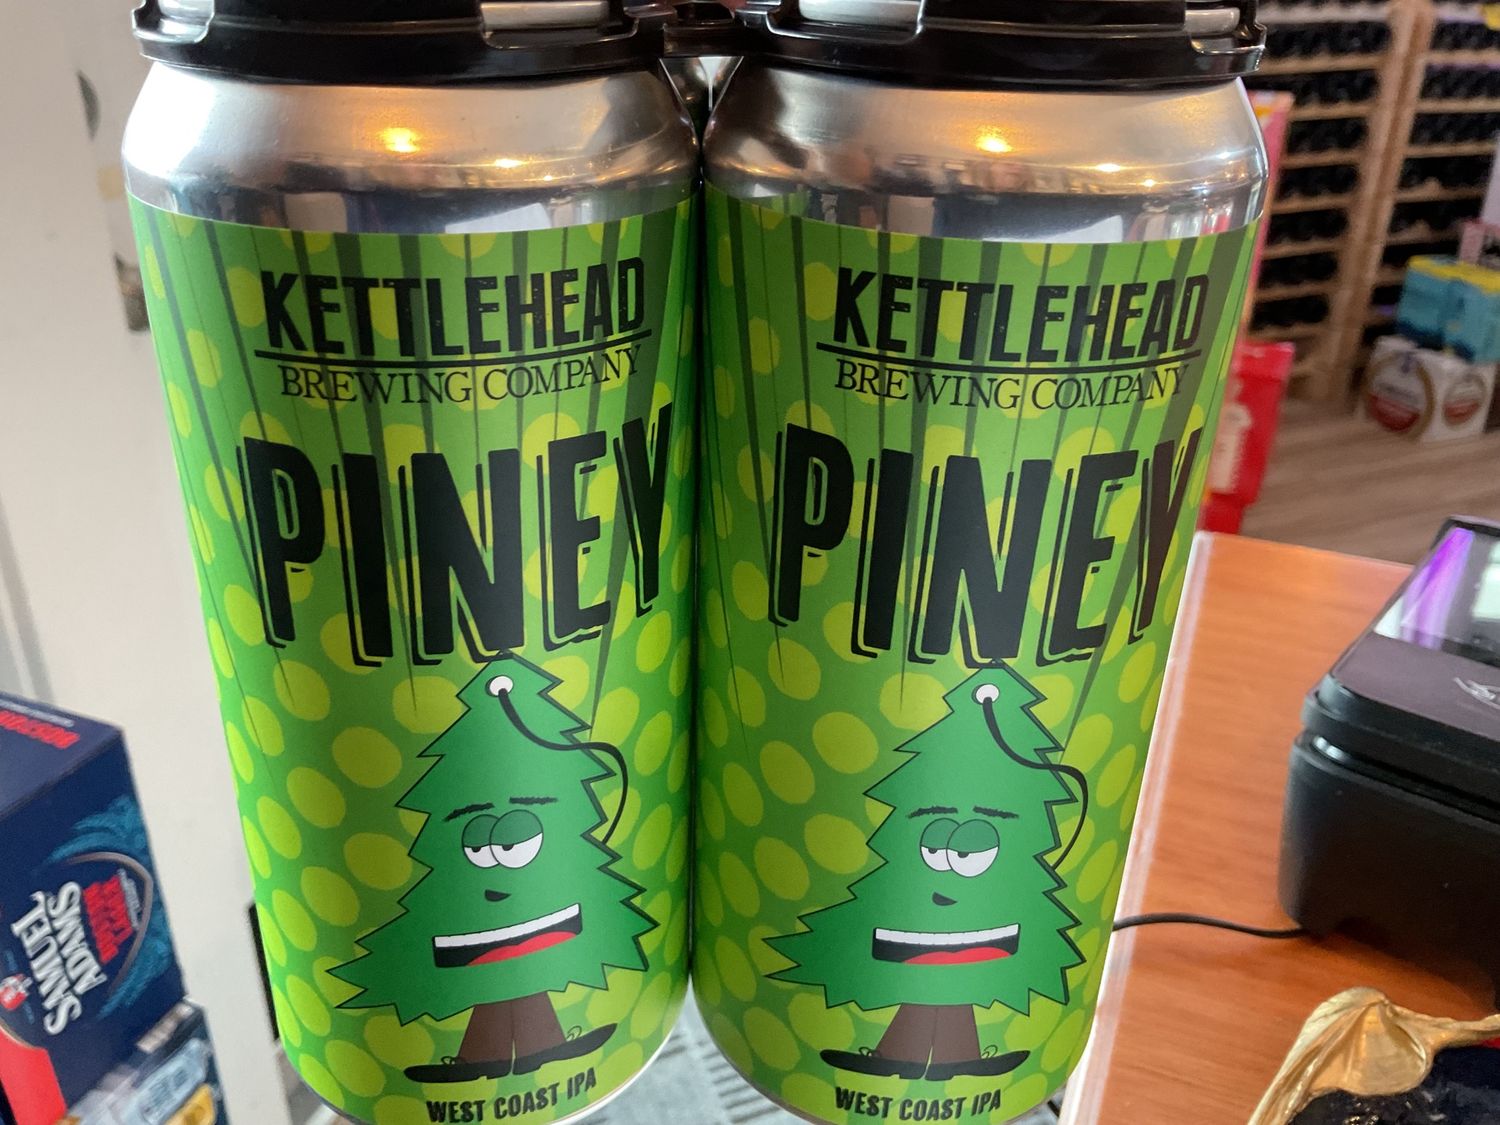 KETTLEHEAD
BREWING COMPANY
PINEY
WEST COAST IPA
KETTLEHEAD
BREWING COMPANY
PINEY
WEST COAST IPA
SAMUEL
ADAMS